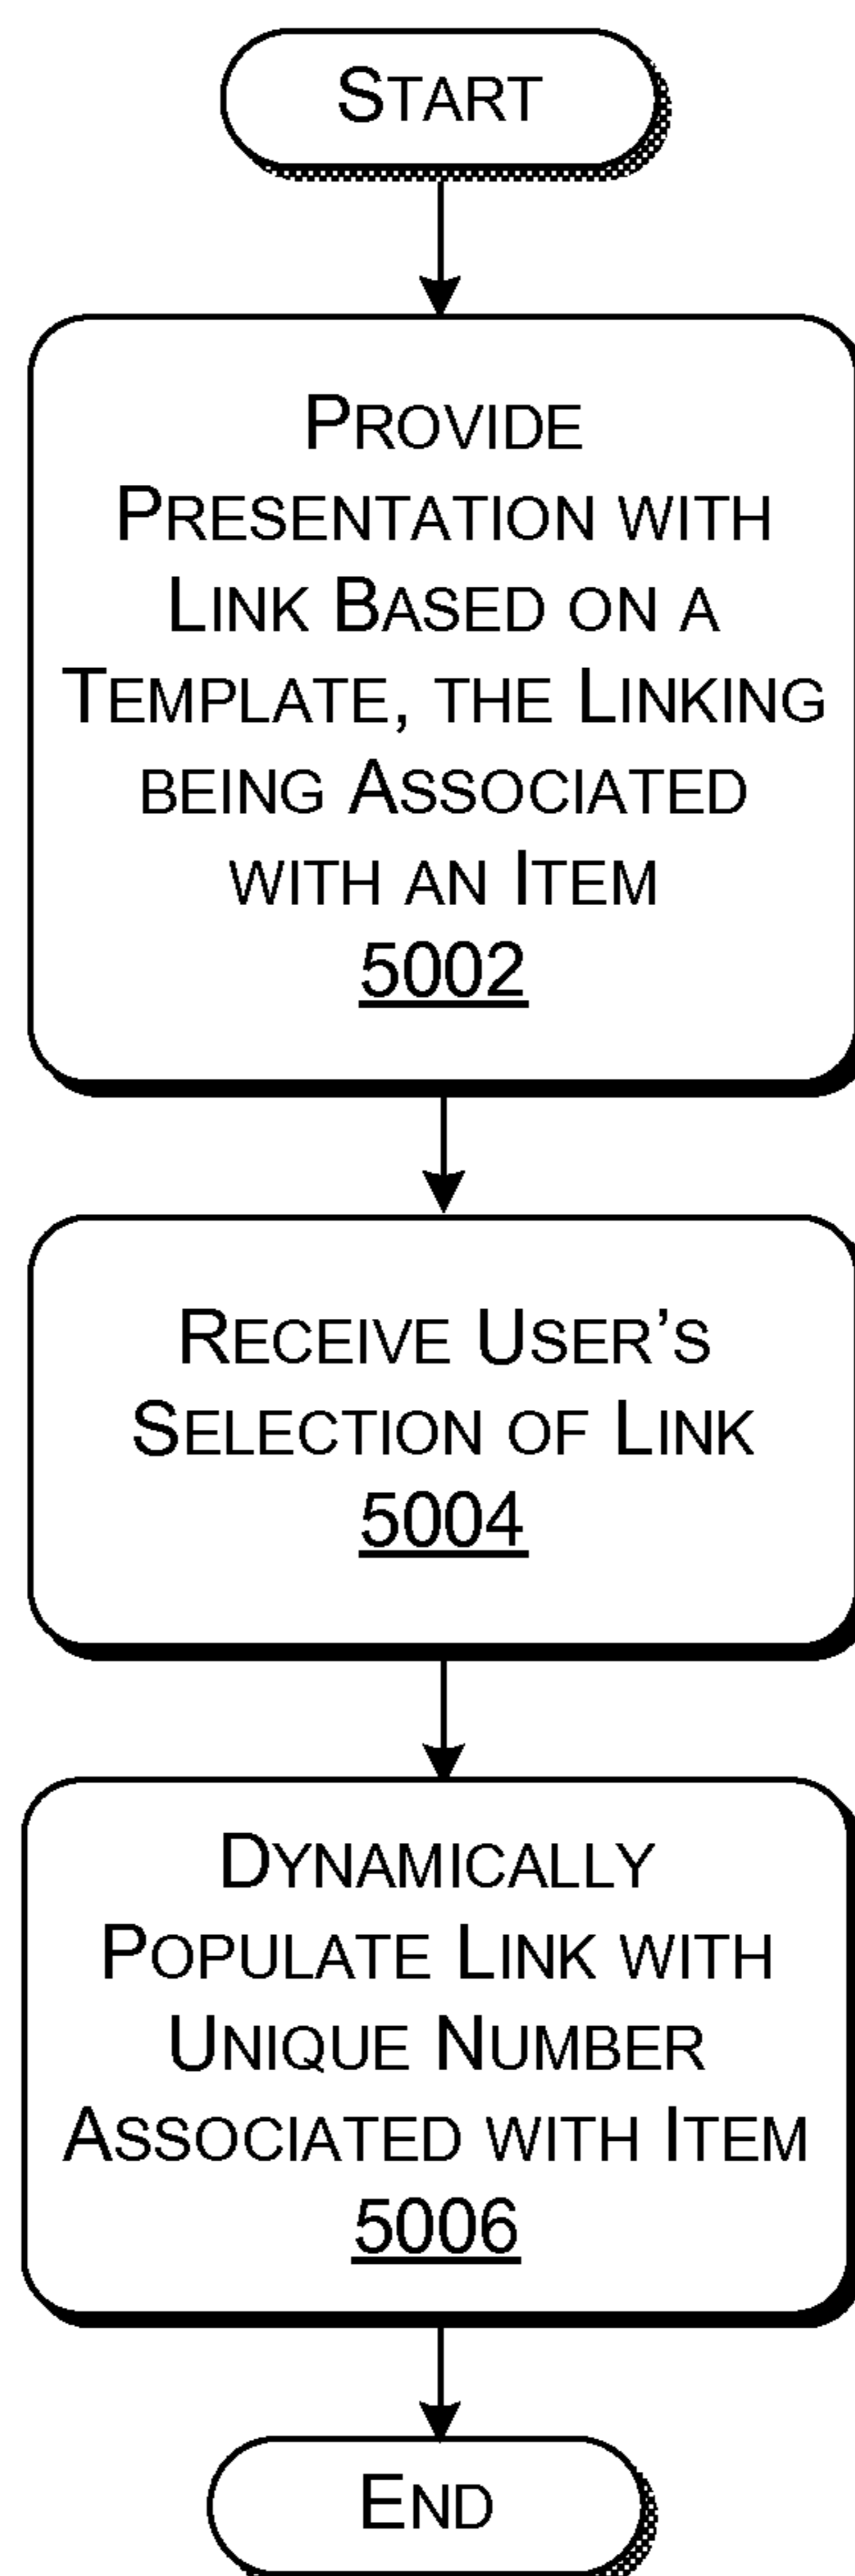 START
PROVIDE
PRESENTATION WITH
LINK BASED ON A
TEMPLATE, THE LINKING
BEING ASSOCIATED
WITH AN ITEM
5002
RECEIVE USER'S
SELECTION OF LINK
5004
DYNAMICALLY
POPULATE LINK WITH
UNIQUE NUMBER
ASSOCIATED WITH ITEM
5006
END